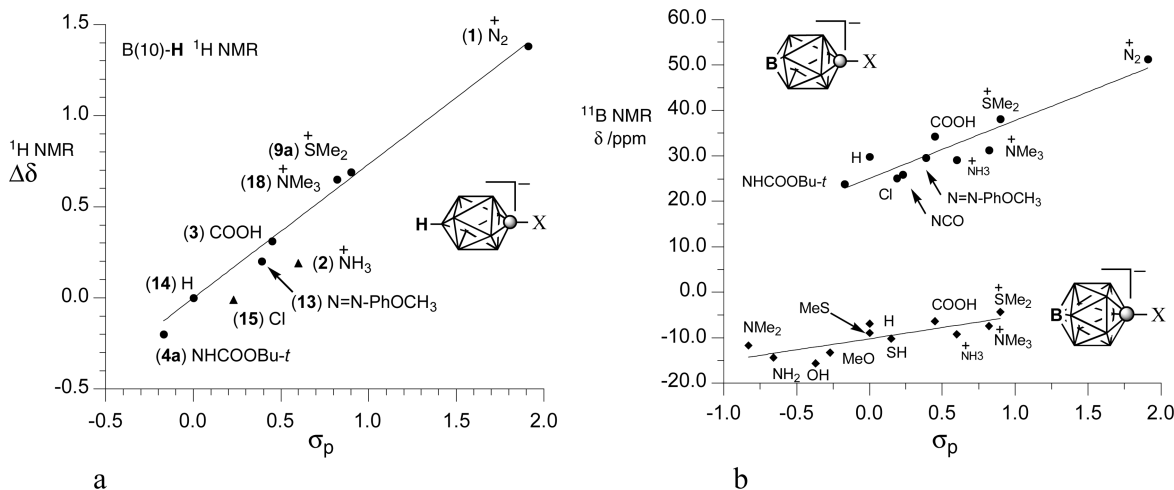 1.5
1.0
0.5
0.0
-0.5
¹H NMR
Δδ
B(10)-H ¹H NMR
(1) N₂
+
(9a) SMe₂
+
(18) NMe₃
+
(3) COOH
(2) NH₃
+
(14) H
(13) N=N-PhOCH₃
(15) Cl
(4a) NHCOOBu-t
H
X
−
-0.5 0.0 0.5 1.0 1.5 2.0
σp
a
60.0
50.0
40.0
30.0
20.0
10.0
0.0
-10.0
-20.0
¹¹B NMR
δ /ppm
B
X
−
+
N₂
+
SMe₂
COOH
+
NMe₃
H
+
NH3
NHCOOBu-t
Cl
N=N-PhOCH₃
NCO
B
X
−
+
SMe₂
COOH
MeS
H
NMe₂
+
NMe₃
+
NH3
SH
MeO
NH₂
OH
-1.0 -0.5 0.0 0.5 1.0 1.5 2.0
σp
b